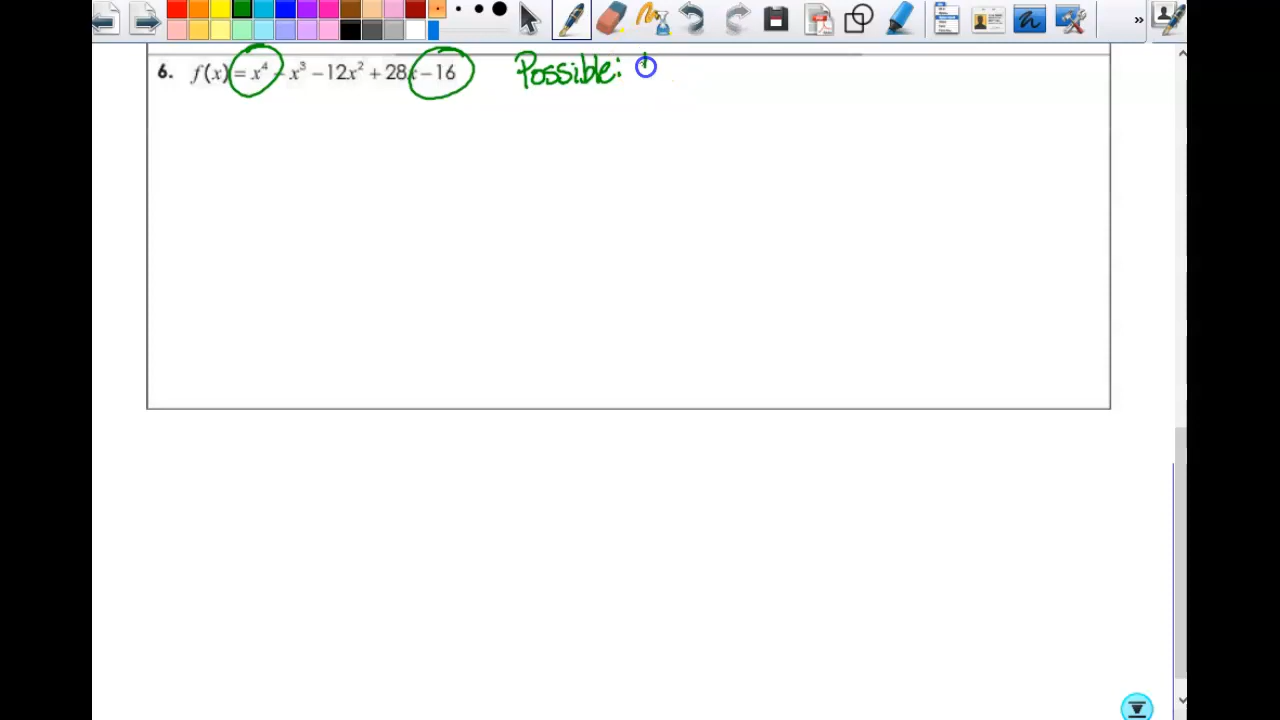 6. f(x) = x⁴ - x³ - 12x² + 28x - 16 Possible: